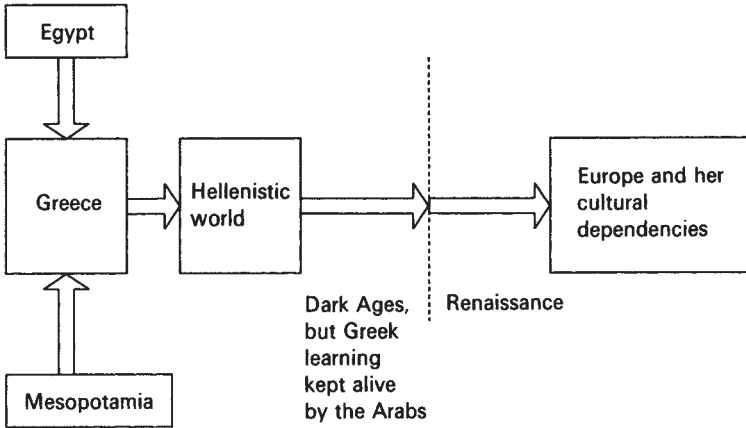 Egypt
Greece
Hellenistic
world
Europe and her
cultural
dependencies
Dark Ages,
but Greek
learning
kept alive
by the Arabs
Renaissance
Mesopotamia